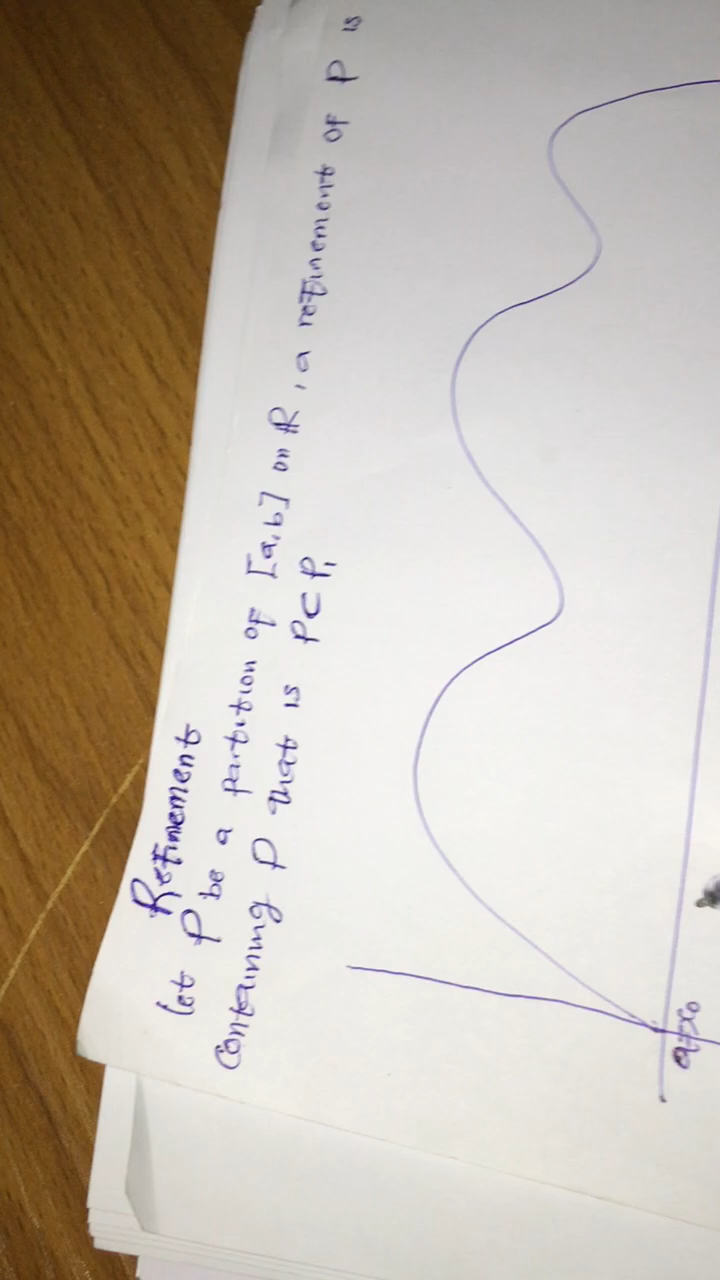 Refinement
let P be a partition of [a,b] on ℝ, a refinement of P is
Containing P that is P⊂P₁
a=x₀